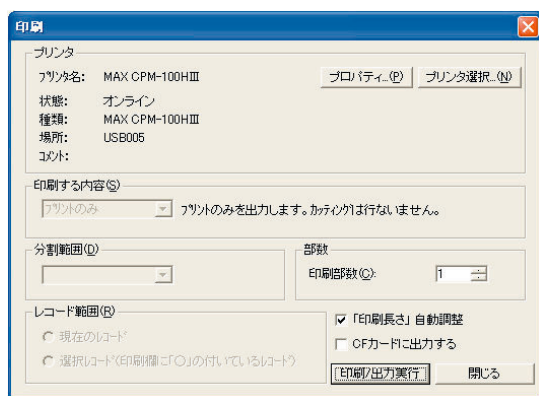 印刷
プリンタ
プリンタ名: MAX CPM-100HⅢ
プロパティ...(P)
プリンタ選択...(N)
状態: オンライン
種類: MAX CPM-100HⅢ
場所: USB005
コメント:
印刷する内容(S)
プリントのみ
プリントのみを出力します。カッティングは行ないません。
分割範囲(D)
部数
印刷部数(C): 1
レコード範囲(R)
現在のレコード
選択レコード(印刷欄に「○」の付いているレコード)
「印刷長さ」自動調整
CFカードに出力する
印刷/出力実行
閉じる